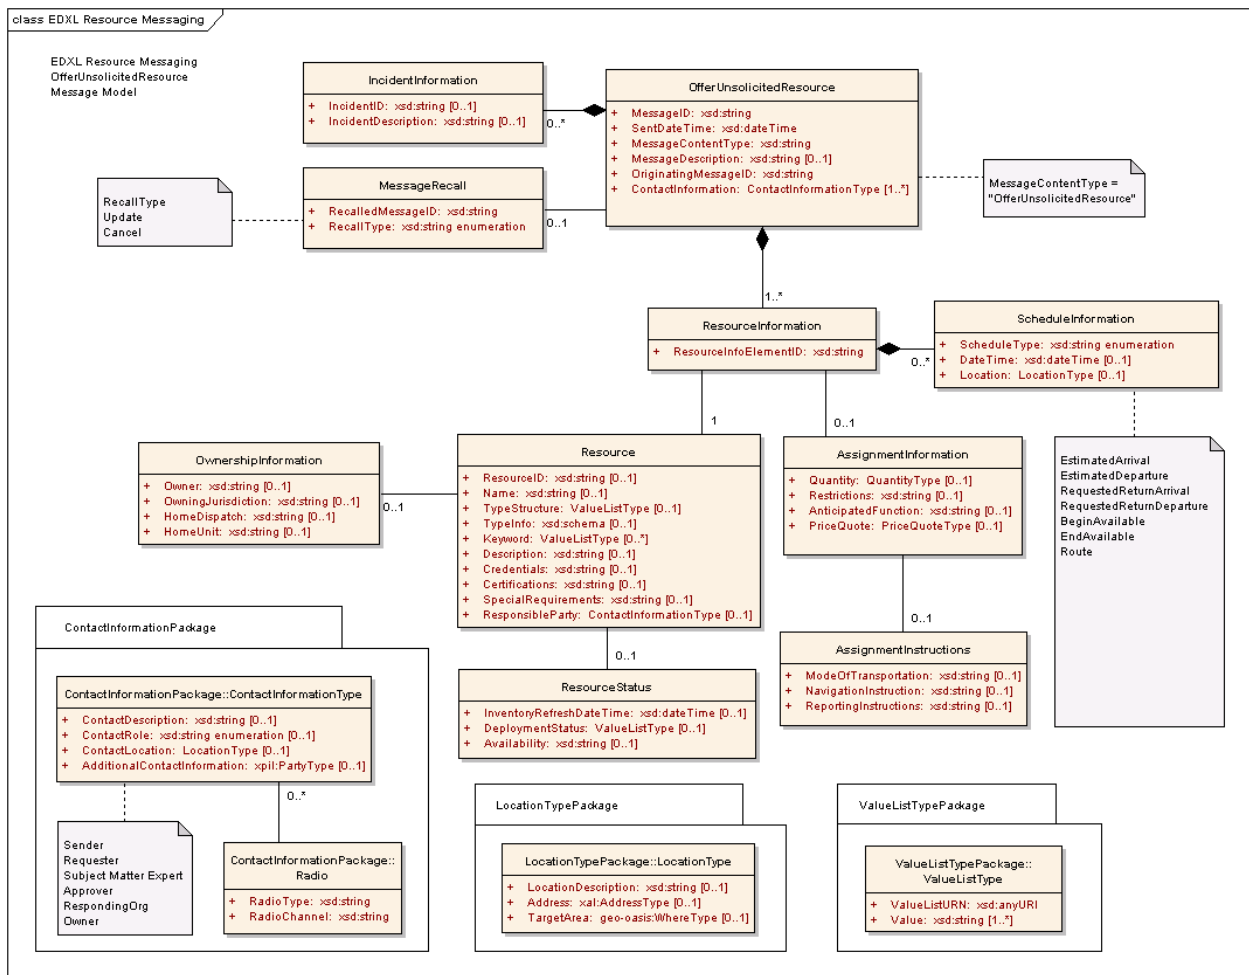 class EDXL Resource Messaging
EDXL Resource Messaging
OfferUnsolicitedResource
Message Model
IncidentInformation
+ IncidentID: xsd:string [0..1]
+ IncidentDescription: xsd:string [0..1]
0..*
OfferUnsolicitedResource
+ MessageID: xsd:string
+ SentDateTime: xsd:dateTime
+ MessageContentType: xsd:string
+ MessageDescription: xsd:string [0..1]
+ OriginatingMessageID: xsd:string
+ ContactInformation: ContactInformationType [1..*]
MessageContentType =
"OfferUnsolicitedResource"
RecallType
Update
Cancel
MessageRecall
+ RecalledMessageID: xsd:string
+ RecallType: xsd:string enumeration
0..1
1..*
ResourceInformation
+ ResourceInfoElementID: xsd:string
0..*
ScheduleInformation
+ ScheduleType: xsd:string enumeration
+ DateTime: xsd:dateTime [0..1]
+ Location: LocationType [0..1]
1
0..1
OwnershipInformation
+ Owner: xsd:string [0..1]
+ OwningJurisdiction: xsd:string [0..1]
+ HomeDispatch: xsd:string [0..1]
+ HomeUnit: xsd:string [0..1]
0..1
Resource
+ ResourceID: xsd:string [0..1]
+ Name: xsd:string [0..1]
+ TypeStructure: ValueListType [0..1]
+ TypeInfo: xsd:schema [0..1]
+ Keyword: ValueListType [0..*]
+ Description: xsd:string [0..1]
+ Credentials: xsd:string [0..1]
+ Certifications: xsd:string [0..1]
+ SpecialRequirements: xsd:string [0..1]
+ ResponsibleParty: ContactInformationType [0..1]
AssignmentInformation
+ Quantity: QuantityType [0..1]
+ Restrictions: xsd:string [0..1]
+ AnticipatedFunction: xsd:string [0..1]
+ PriceQuote: PriceQuoteType [0..1]
EstimatedArrival
EstimatedDeparture
RequestedReturnArrival
RequestedReturnDeparture
BeginAvailable
EndAvailable
Route
0..1
0..1
ResourceStatus
+ InventoryRefreshDateTime: xsd:dateTime [0..1]
+ DeploymentStatus: ValueListType [0..1]
+ Availability: xsd:string [0..1]
AssignmentInstructions
+ ModeOfTransportation: xsd:string [0..1]
+ NavigationInstruction: xsd:string [0..1]
+ ReportingInstructions: xsd:string [0..1]
ContactInformationPackage
ContactInformationPackage::ContactInformationType
+ ContactDescription: xsd:string [0..1]
+ ContactRole: xsd:string enumeration [0..1]
+ ContactLocation: LocationType [0..1]
+ AdditionalContactInformation: xpil:PartyType [0..1]
0..*
Sender
Requester
Subject Matter Expert
Approver
RespondingOrg
Owner
ContactInformationPackage::
Radio
+ RadioType: xsd:string
+ RadioChannel: xsd:string
LocationTypePackage
LocationTypePackage::LocationType
+ LocationDescription: xsd:string [0..1]
+ Address: xal:AddressType [0..1]
+ TargetArea: geo-oasis:WhereType [0..1]
ValueListTypePackage
ValueListTypePackage::
ValueListType
+ ValueListURN: xsd:anyURI
+ Value: xsd:string [1..*]